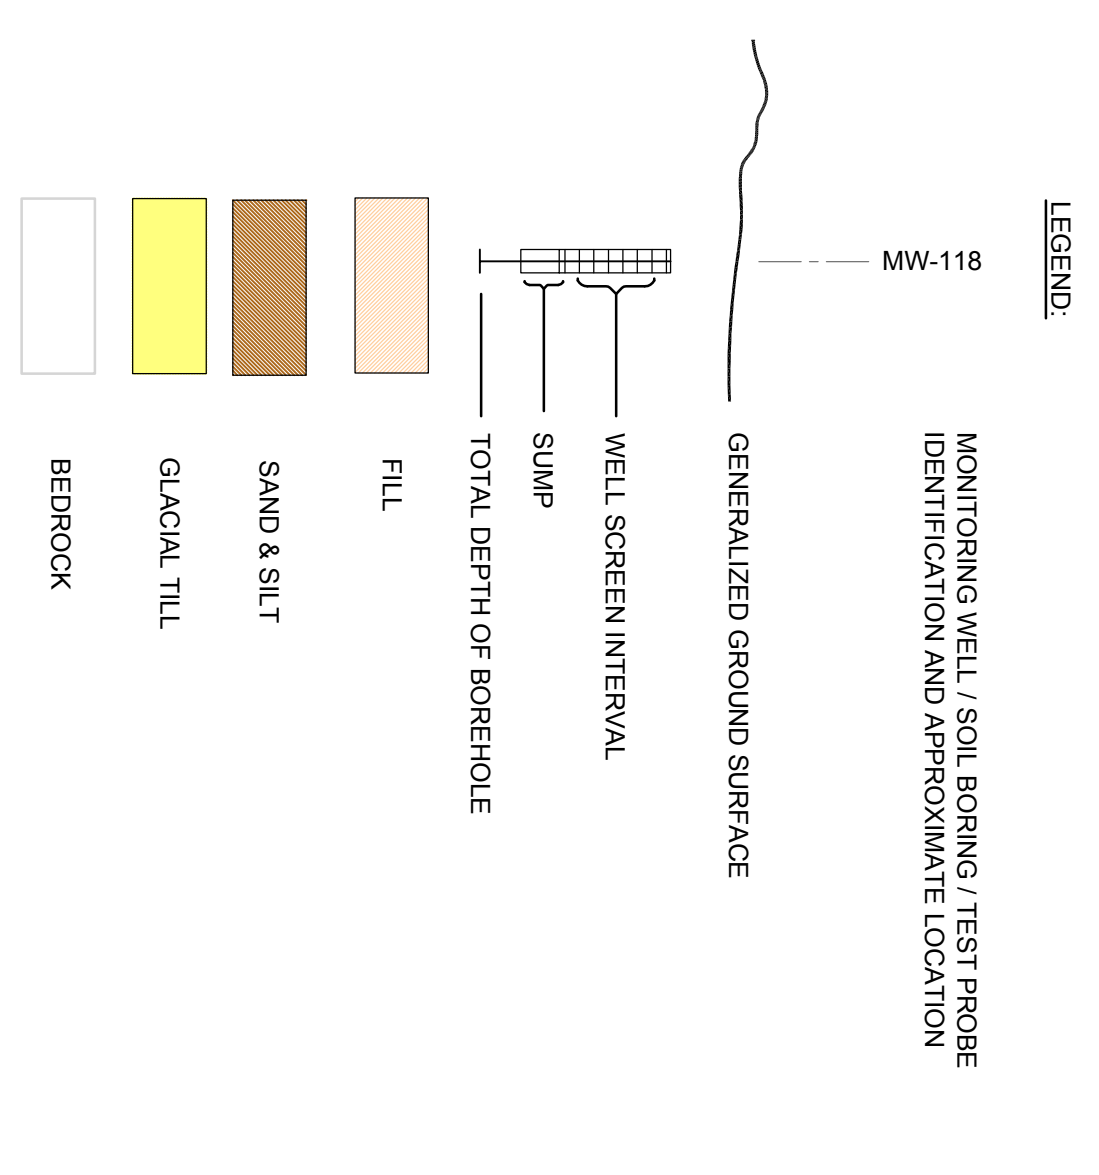 LEGEND:
MW-118
MONITORING WELL / SOIL BORING / TEST PROBE
IDENTIFICATION AND APPROXIMATE LOCATION
GENERALIZED GROUND SURFACE
WELL SCREEN INTERVAL
SUMP
TOTAL DEPTH OF BOREHOLE
FILL
SAND & SILT
GLACIAL TILL
BEDROCK